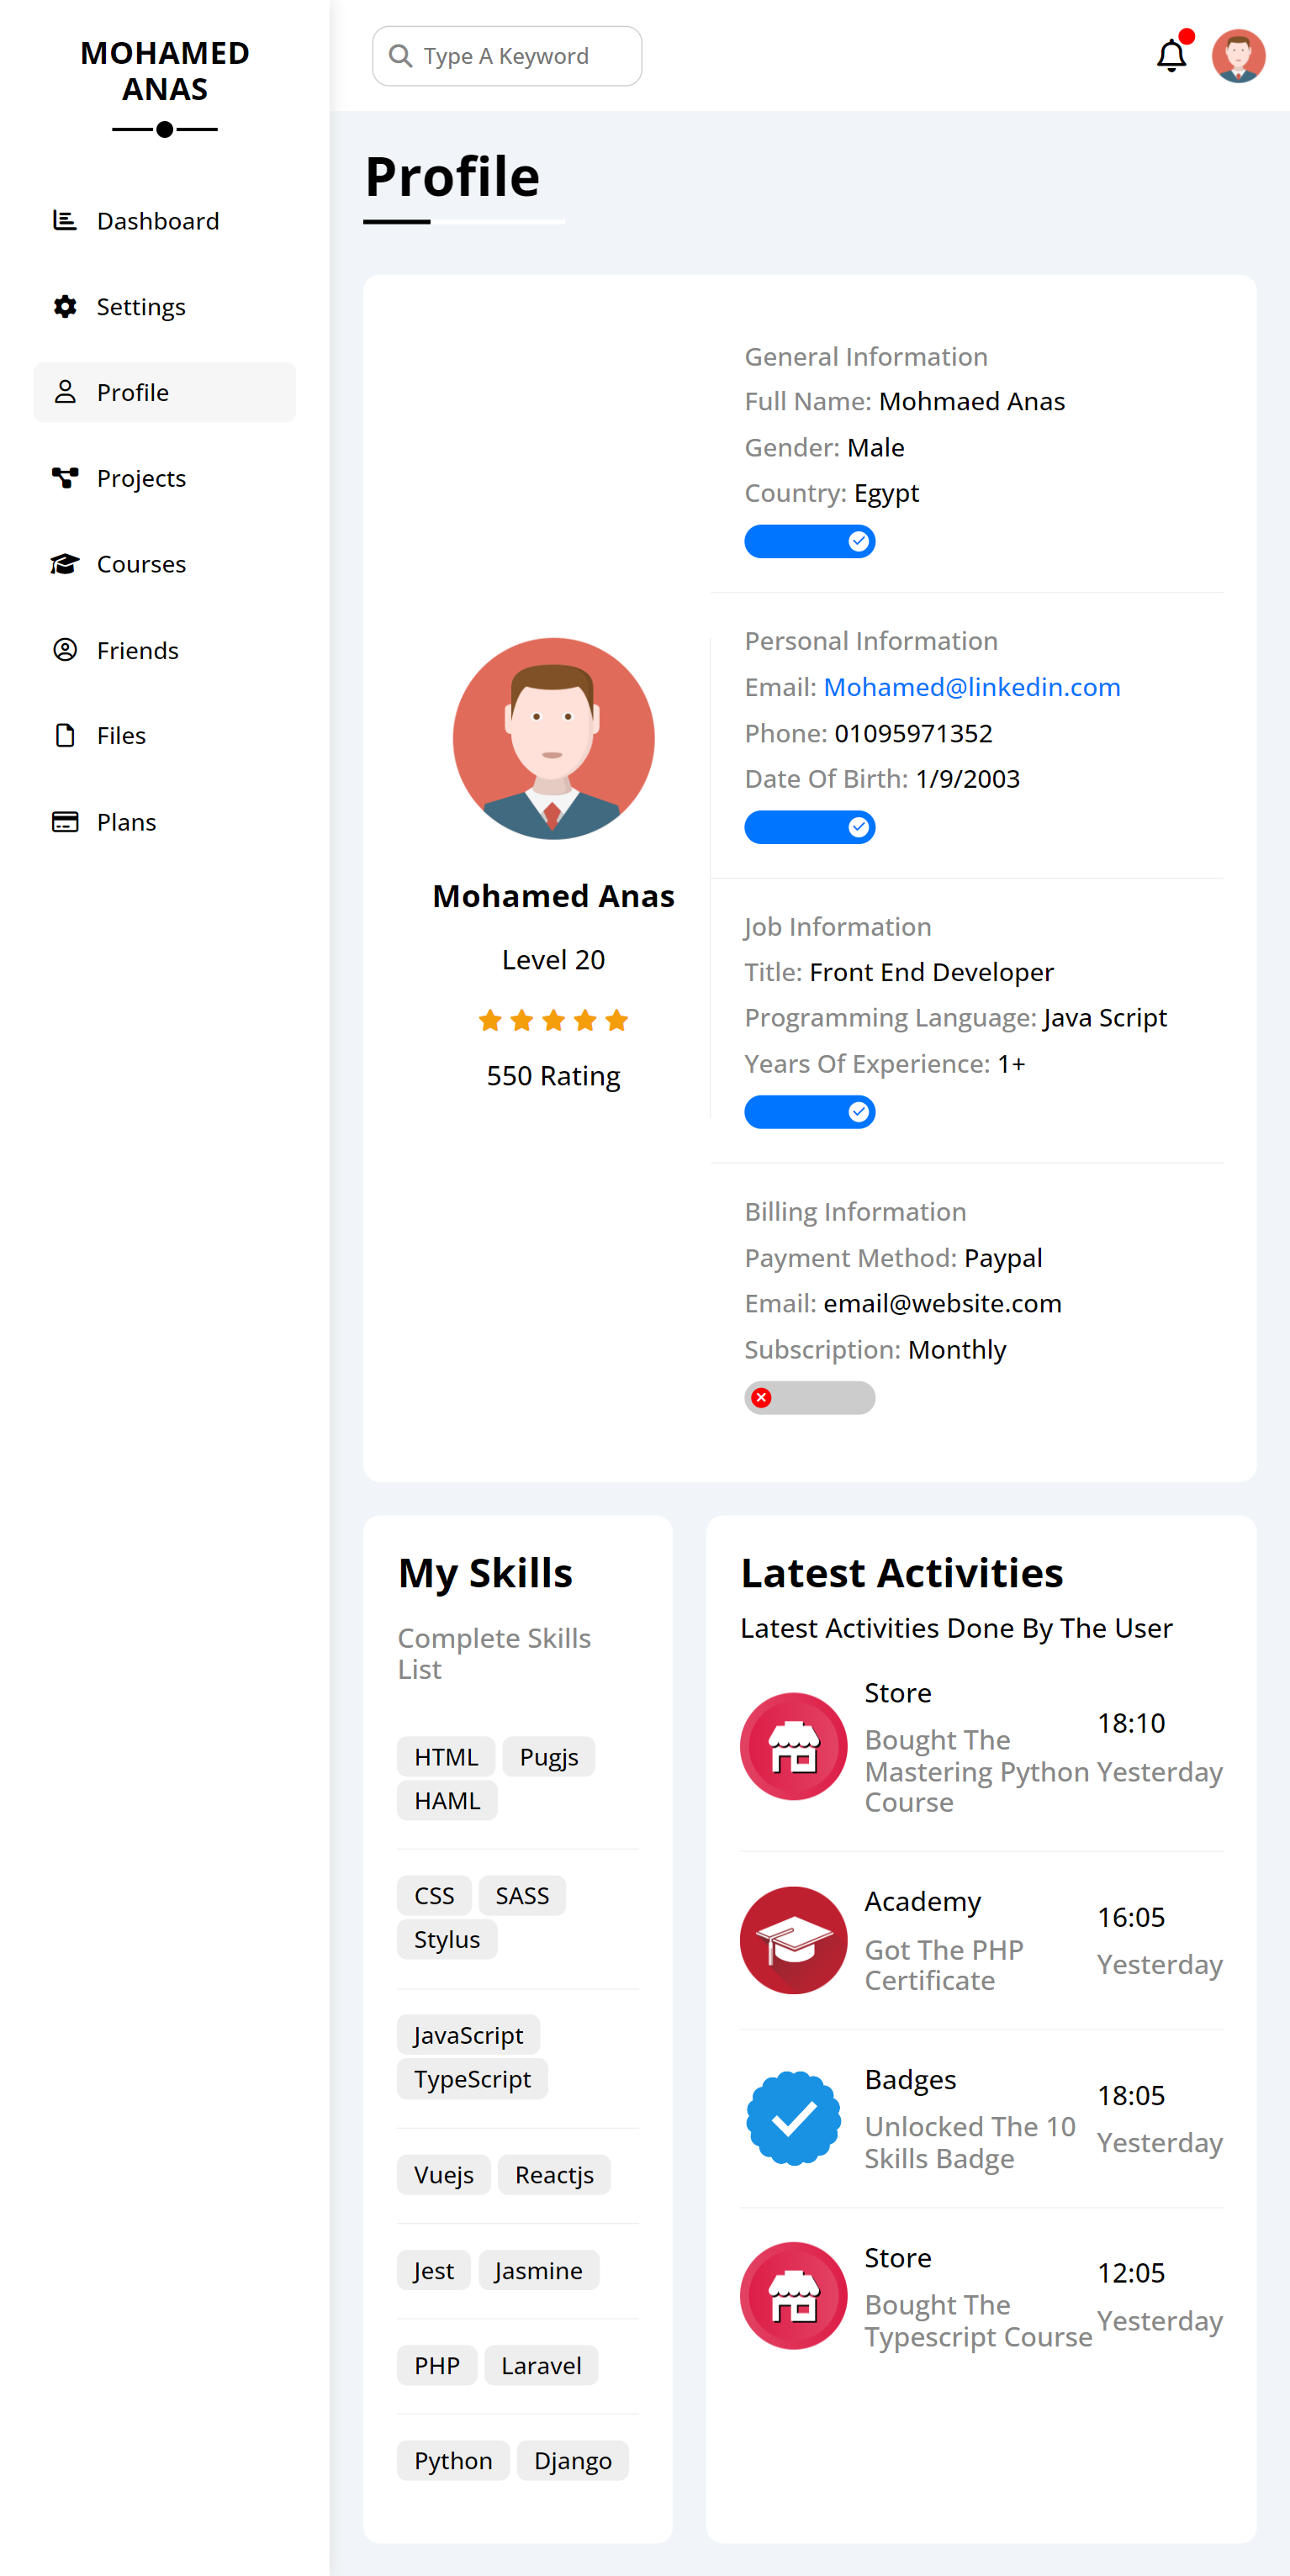 MOHAMED
ANAS
Dashboard
Settings
Profile
Projects
Courses
Friends
Files
Plans
Type A Keyword
Profile
Mohamed Anas
Level 20
550 Rating
General Information
Full Name: Mohmaed Anas
Gender: Male
Country: Egypt
Personal Information
Email: Mohamed@linkedin.com
Phone: 01095971352
Date Of Birth: 1/9/2003
Job Information
Title: Front End Developer
Programming Language: Java Script
Years Of Experience: 1+
Billing Information
Payment Method: Paypal
Email: email@website.com
Subscription: Monthly
My Skills
Complete Skills
List
HTML Pugjs
HAML
CSS SASS
Stylus
JavaScript
TypeScript
Vuejs Reactjs
Jest Jasmine
PHP Laravel
Python Django
Latest Activities
Latest Activities Done By The User
Store
Bought The
Mastering Python
Course
18:10
Yesterday
Academy
Got The PHP
Certificate
16:05
Yesterday
Badges
Unlocked The 10
Skills Badge
18:05
Yesterday
Store
Bought The
Typescript Course
12:05
Yesterday